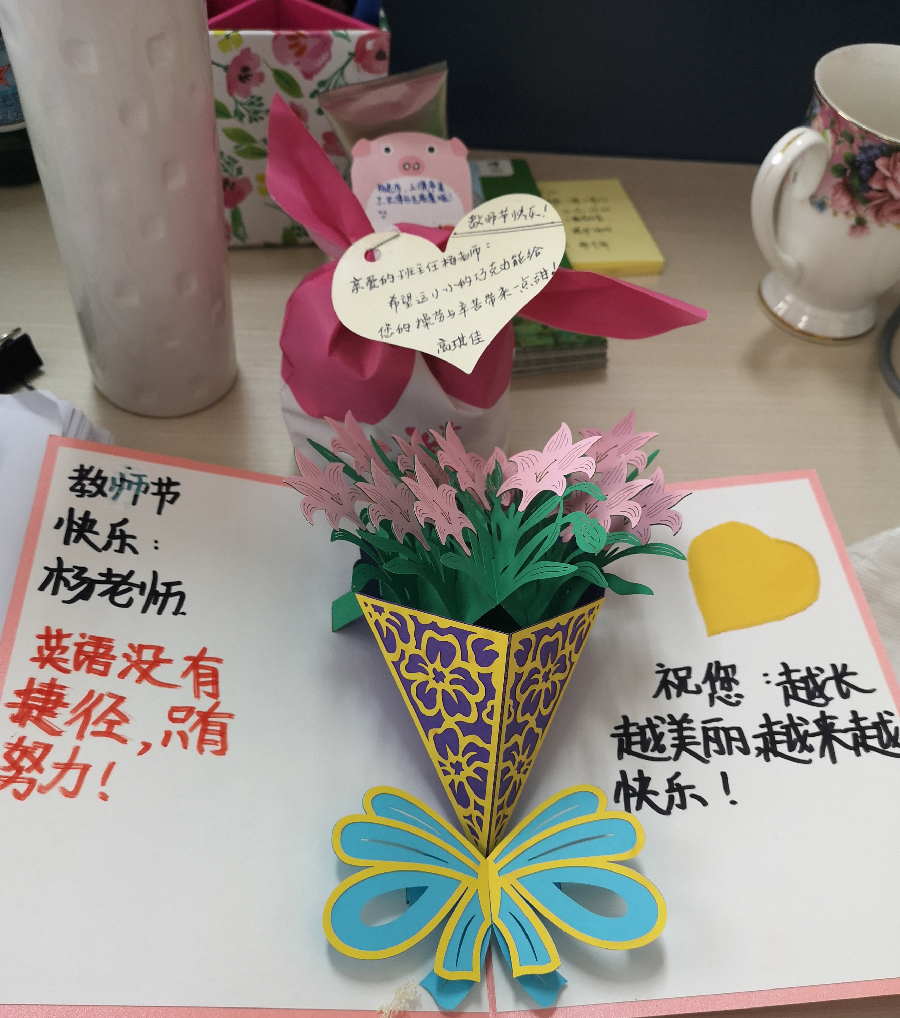 教师节快乐!
亲爱的班主任杨老师:
希望这小小的巧克力能给
您的操劳与辛苦带来一点甜!
高琪佳
教师节
快乐:
杨老师
英语没有
捷径,只有
努力!
祝您:越长
越美丽,越来越
快乐!